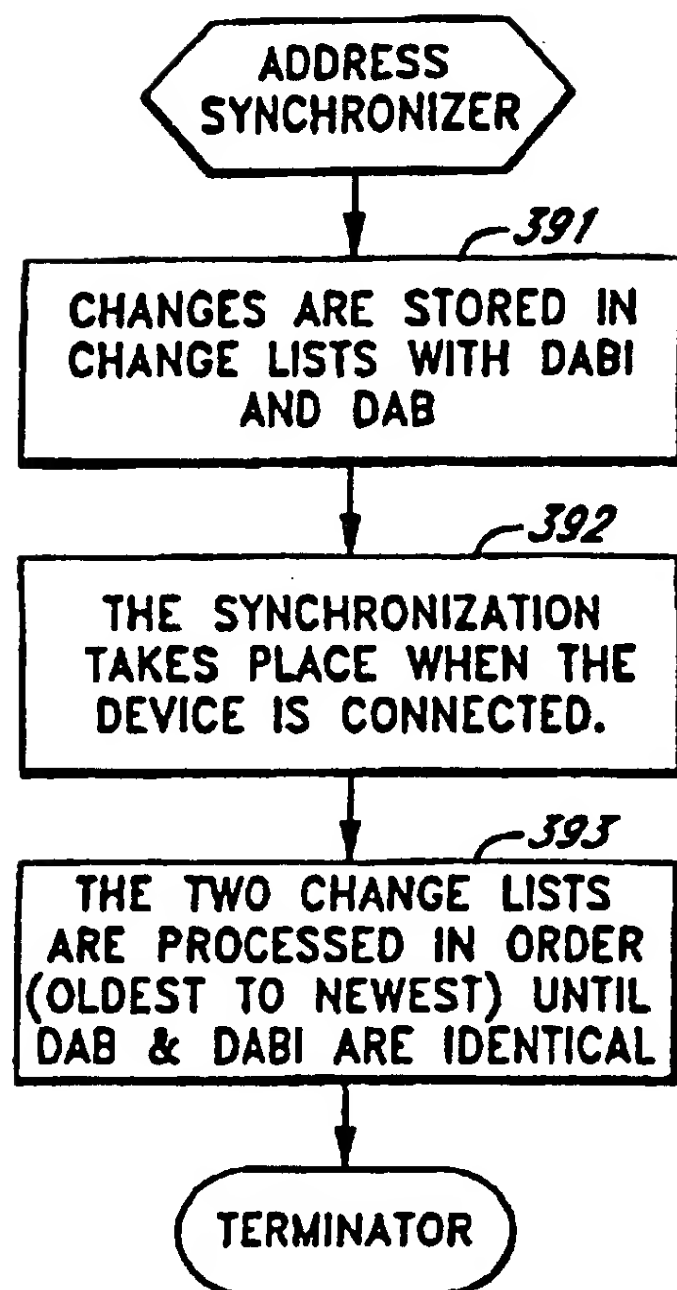 ADDRESS
SYNCHRONIZER
391
CHANGES ARE STORED IN
CHANGE LISTS WITH DABI
AND DAB
392
THE SYNCHRONIZATION
TAKES PLACE WHEN THE
DEVICE IS CONNECTED.
393
THE TWO CHANGE LISTS
ARE PROCESSED IN ORDER
(OLDEST TO NEWEST) UNTIL
DAB & DABI ARE IDENTICAL
TERMINATOR